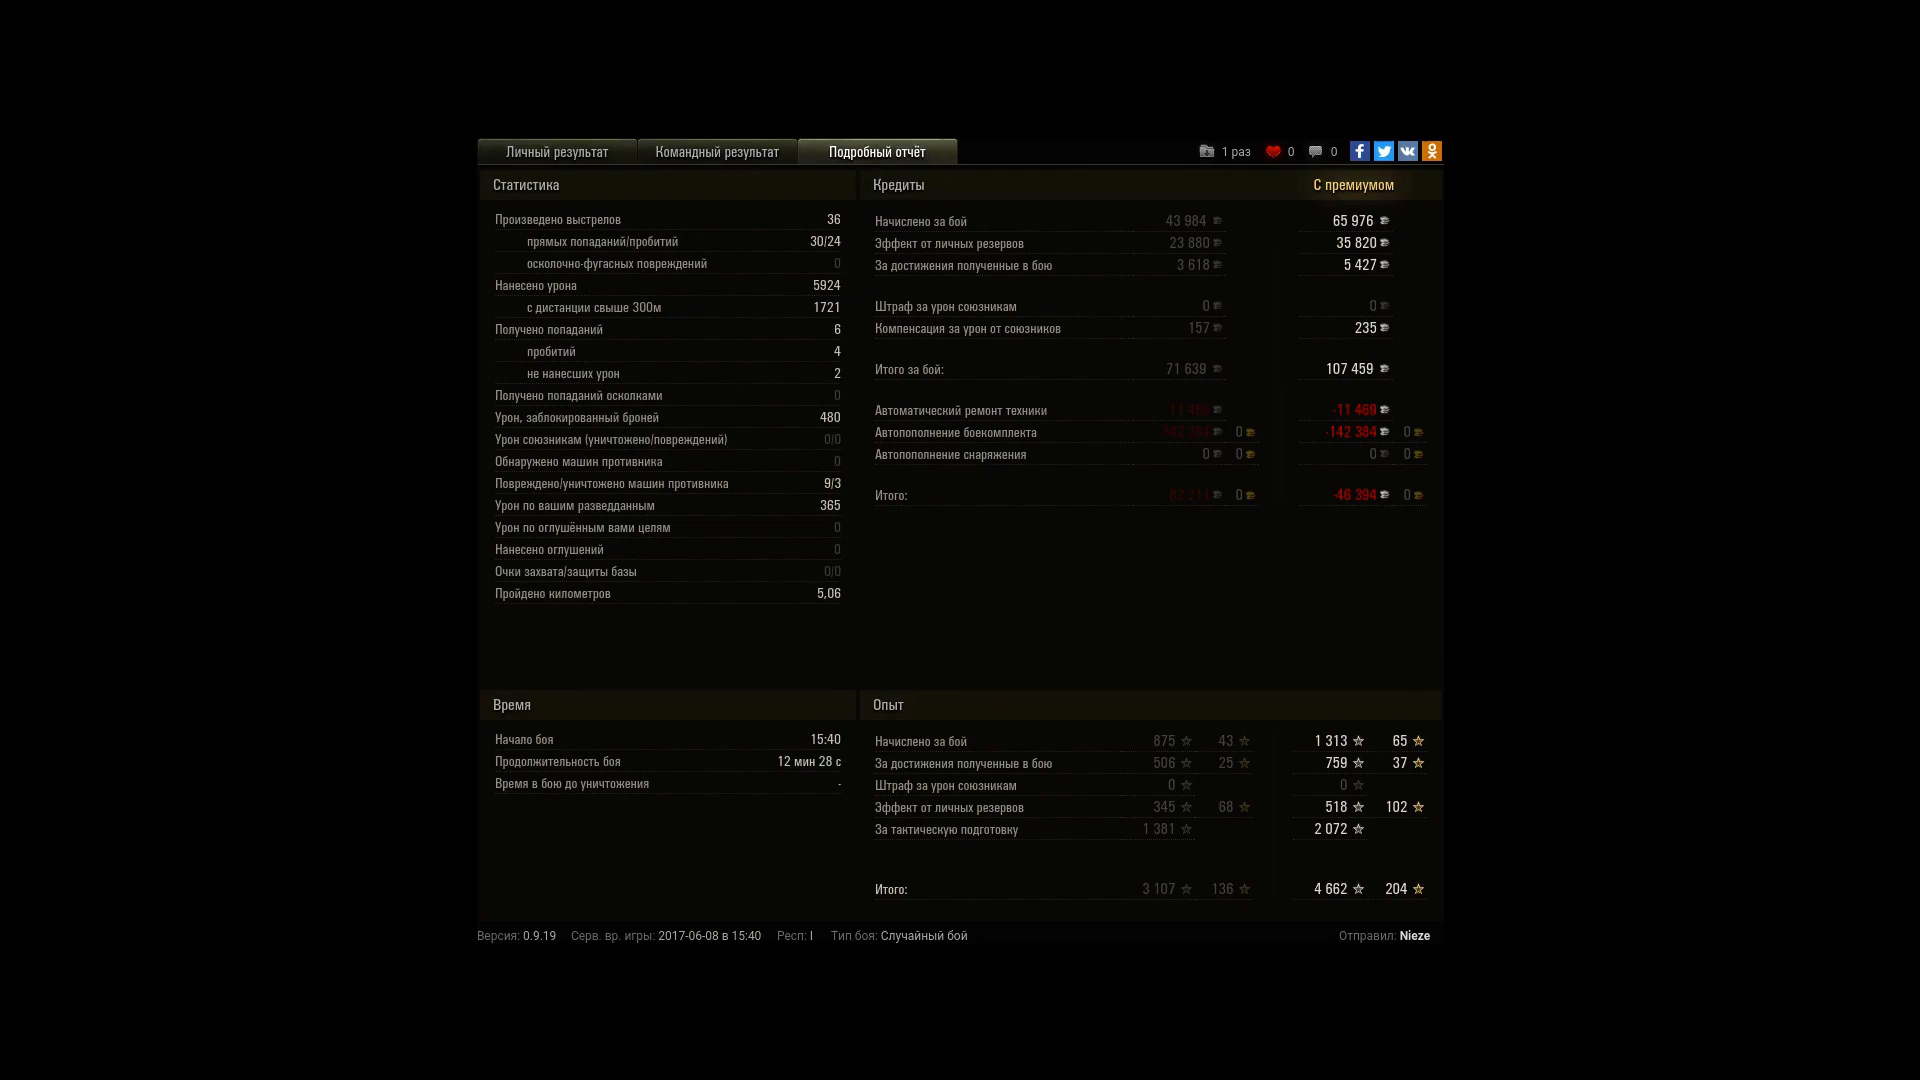 Личный результат Командный результат Подробный отчёт 1 раз 0 0
Статистика
Произведено выстрелов 36
прямых попаданий/пробитий 30/24
осколочно-фугасных повреждений 0
Нанесено урона 5924
с дистанции свыше 300м 1721
Получено попаданий 6
пробитий 4
не нанесших урон 2
Получено попаданий осколками 0
Урон, заблокированный броней 480
Урон союзникам (уничтожено/повреждений) 0/0
Обнаружено машин противника 0
Повреждено/уничтожено машин противника 9/3
Урон по вашим разведданным 365
Урон по оглушённым вами целям 0
Нанесено оглушений 0
Очки захвата/защиты базы 0/0
Пройдено километров 5,06
Кредиты С премиумом
Начислено за бой 43 984 65 976
Эффект от личных резервов 23 880 35 820
За достижения полученные в бою 3 618 5 427
Штраф за урон союзникам 0 0
Компенсация за урон от союзников 157 235
Итого за бой: 71 639 107 459
Автоматический ремонт техники -11 469
Автопополнение боекомплекта 0 -142 384 0
Автопополнение снаряжения 0 0 0 0
Итого: 0 -46 394 0
Время
Начало боя 15:40
Продолжительность боя 12 мин 28 с
Время в бою до уничтожения -
Опыт
Начислено за бой 875 43 1 313 65
За достижения полученные в бою 506 25 759 37
Штраф за урон союзникам 0 0
Эффект от личных резервов 345 68 518 102
За тактическую подготовку 1 381 2 072
Итого: 3 107 136 4 662 204
Версия: 0.9.19 Серв. вр. игры: 2017-06-08 в 15:40 Респ: I Тип боя: Случайный бой Отправил: Nieze